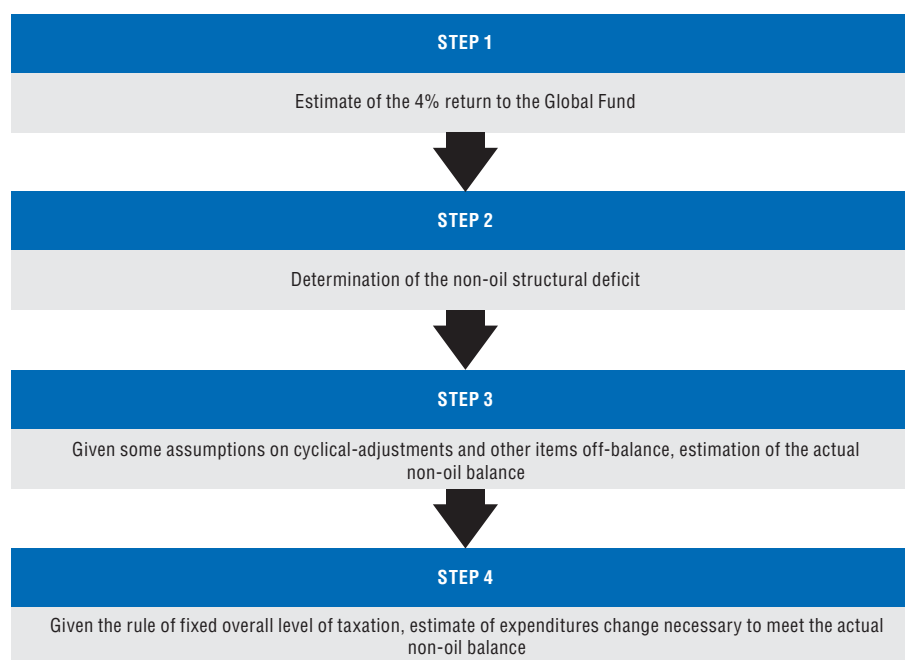 STEP 1
Estimate of the 4% return to the Global Fund
STEP 2
Determination of the non-oil structural deficit
STEP 3
Given some assumptions on cyclical-adjustments and other items off-balance, estimation of the actual
non-oil balance
STEP 4
Given the rule of fixed overall level of taxation, estimate of expenditures change necessary to meet the actual
non-oil balance